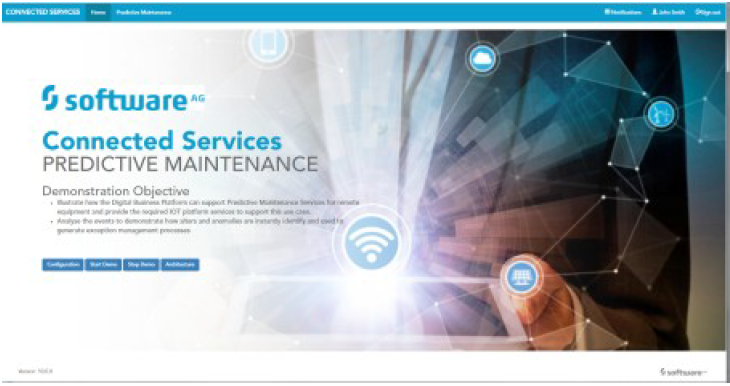 CONNECTED SERVICES Home Predictive Maintenance Notifications John Smith Sign out
software AG
Connected Services
PREDICTIVE MAINTENANCE
Demonstration Objective
• Illustrate how the Digital Business Platform can support Predictive Maintenance Services for remote
equipment and provide the required IOT platform services to support this use case.
• Analyse the events to demonstrate how alters and anomalies are instantly identify and used to
generate exception management processes
Configuration Start Demo Stop Demo Architecture
Version
software